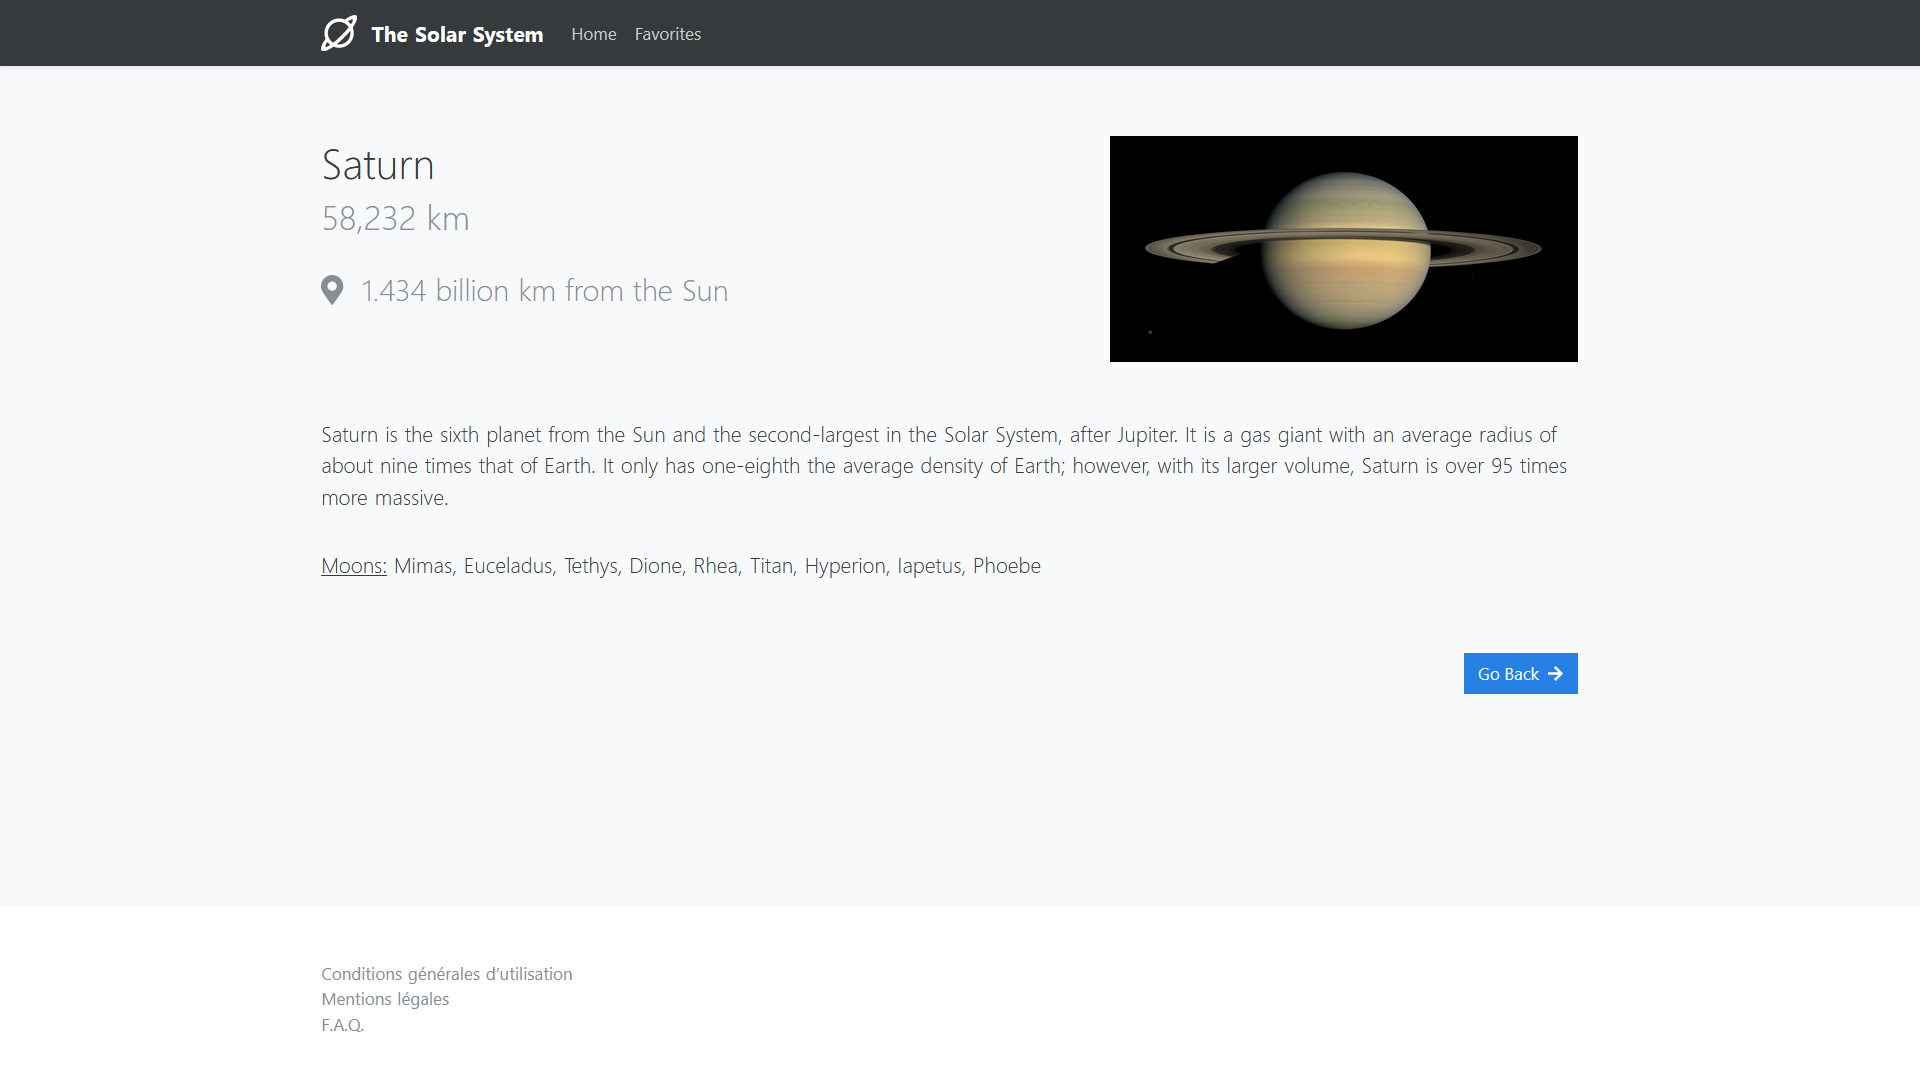 The Solar System
Home
Favorites
Saturn
58,232 km
1.434 billion km from the Sun
Saturn is the sixth planet from the Sun and the second-largest in the Solar System, after Jupiter. It is a gas giant with an average radius of
about nine times that of Earth. It only has one-eighth the average density of Earth; however, with its larger volume, Saturn is over 95 times
more massive.
Moons: Mimas, Euceladus, Tethys, Dione, Rhea, Titan, Hyperion, Iapetus, Phoebe
Go Back
Conditions générales d’utilisation
Mentions légales
F.A.Q.